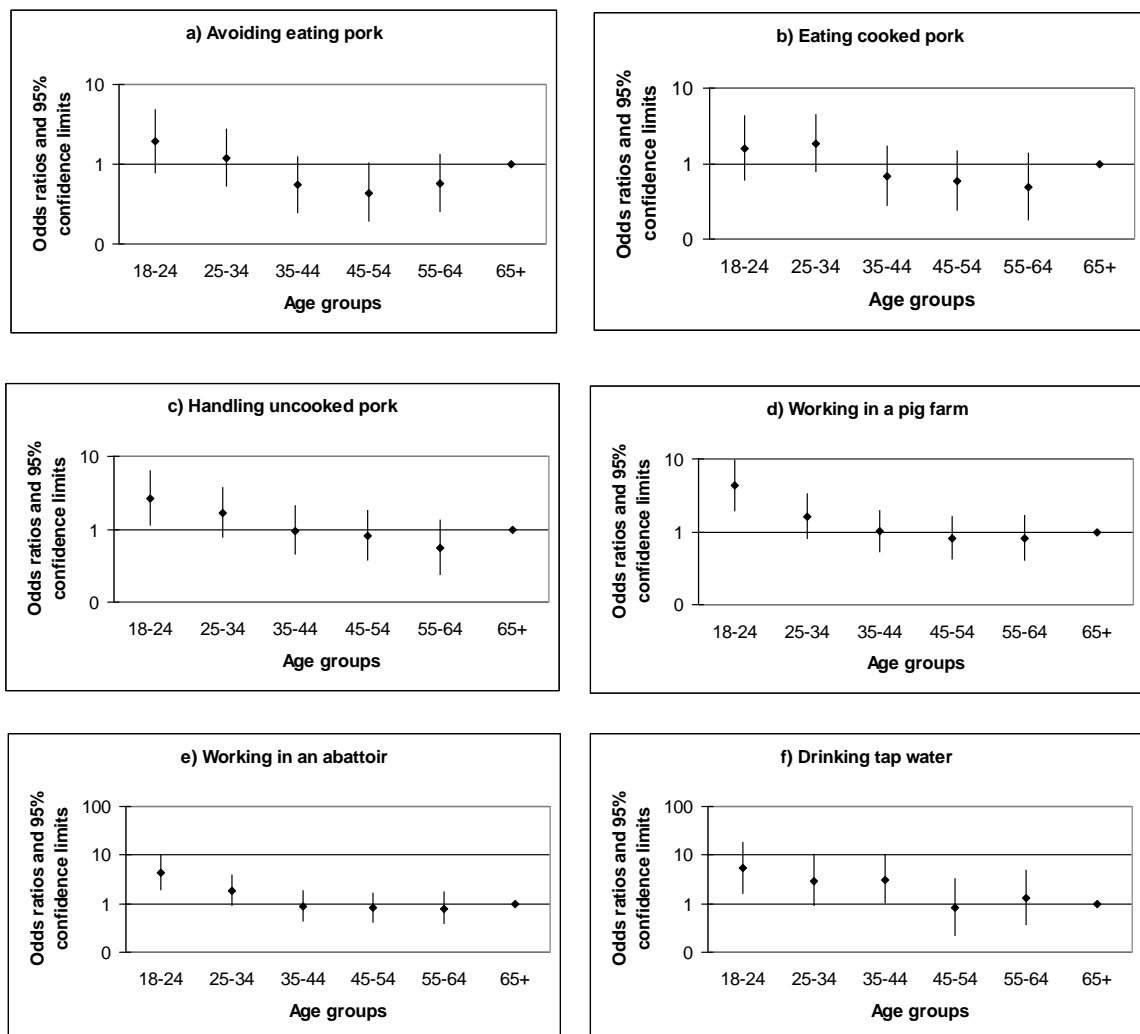 a) Avoiding eating pork
Odds ratios and 95%
confidence limits
10
1
0
18-24 25-34 35-44 45-54 55-64 65+
Age groups
b) Eating cooked pork
Odds ratios and 95%
confidence limits
10
1
0
18-24 25-34 35-44 45-54 55-64 65+
Age groups
c) Handling uncooked pork
Odds ratios and 95%
confidence limits
10
1
0
18-24 25-34 35-44 45-54 55-64 65+
Age groups
d) Working in a pig farm
Odds ratios and 95%
confidence limits
10
1
0
18-24 25-34 35-44 45-54 55-64 65+
Age groups
e) Working in an abattoir
Odds ratios and 95%
confidence limits
100
10
1
0
18-24 25-34 35-44 45-54 55-64 65+
Age groups
f) Drinking tap water
Odds ratios and 95%
confidence limits
100
10
1
0
18-24 25-34 35-44 45-54 55-64 65+
Age groups